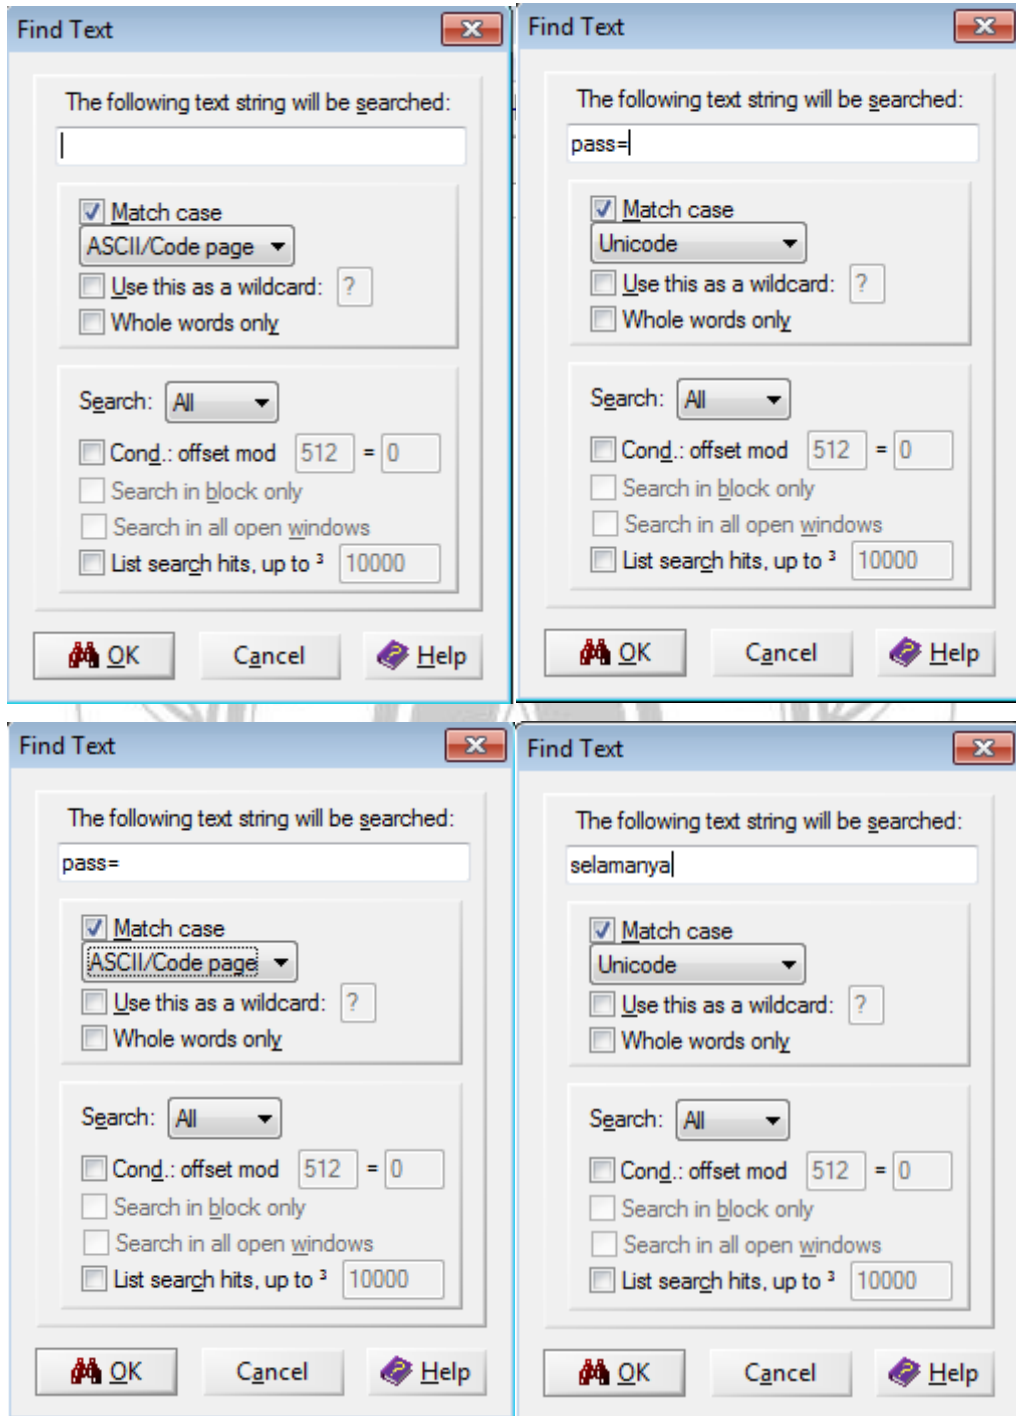 Find Text
The following text string will be searched:
Match case
ASCII/Code page
Use this as a wildcard: ?
Whole words only
Search: All
Cond.: offset mod 512 = 0
Search in block only
Search in all open windows
List search hits, up to ³ 10000
OK Cancel Help
Find Text
The following text string will be searched:
pass=
Match case
Unicode
Use this as a wildcard: ?
Whole words only
Search: All
Cond.: offset mod 512 = 0
Search in block only
Search in all open windows
List search hits, up to ³ 10000
OK Cancel Help
Find Text
The following text string will be searched:
pass=
Match case
ASCII/Code page
Use this as a wildcard: ?
Whole words only
Search: All
Cond.: offset mod 512 = 0
Search in block only
Search in all open windows
List search hits, up to ³ 10000
OK Cancel Help
Find Text
The following text string will be searched:
selamanya
Match case
Unicode
Use this as a wildcard: ?
Whole words only
Search: All
Cond.: offset mod 512 = 0
Search in block only
Search in all open windows
List search hits, up to ³ 10000
OK Cancel Help